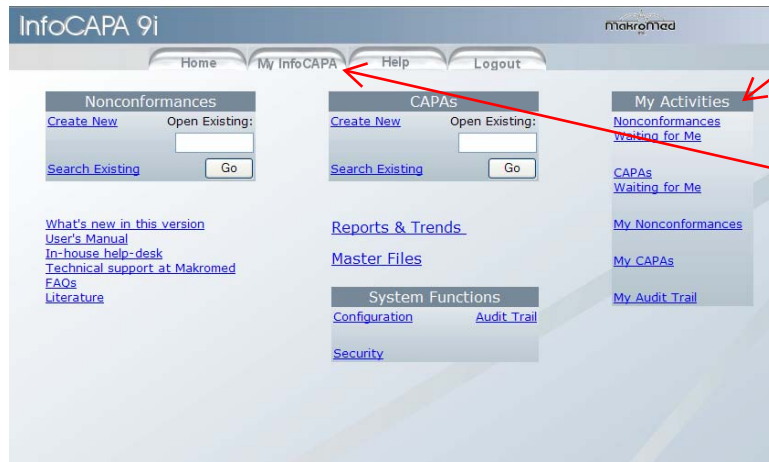 InfoCAPA 9i
makromed
Home
My InfoCAPA
Help
Logout
Nonconformances
Create New
Open Existing:
Search Existing
Go
CAPAs
Create New
Open Existing:
Search Existing
Go
My Activities
Nonconformances
Waiting for Me
CAPAs
Waiting for Me
My Nonconformances
My CAPAs
My Audit Trail
What's new in this version
User's Manual
In-house help-desk
Technical support at Makromed
FAQs
Literature
Reports & Trends
Master Files
System Functions
Configuration
Audit Trail
Security